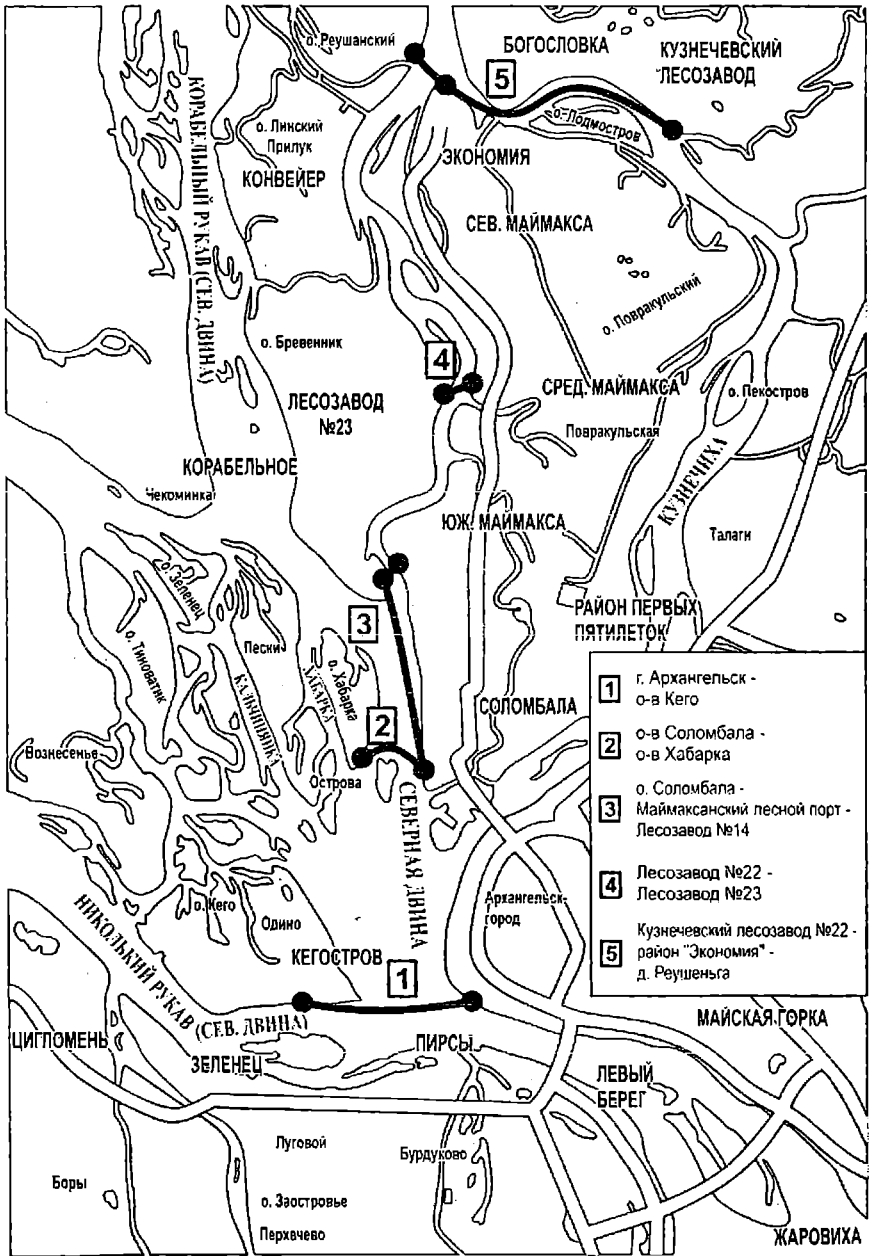 о. Реушанский
БОГОСЛОВКА
КУЗНЕЧЕВСКИЙ
ЛЕСОЗАВОД
5
КОРАБЕЛЬНЫЙ РУКАВ (СЕВ. ДВИНА)
о. Линский
Прилук
КОНВЕЙЕР
о. Лодмостров
ЭКОНОМИЯ
СЕВ. МАЙМАКСА
о. Повракульский
о. Бревенник
4
ЛЕСОЗАВОД
№23
СРЕД. МАЙМАКСА
о. Пекостров
Повракульская
КОРАБЕЛЬНОЕ
Чекоминка
КУЗНЕЧИХА
ЮЖ. МАЙМАКСА
Талаги
о. Зеленец
РАЙОН ПЕРВЫХ
ПЯТИЛЕТОК
3
о. Тиноватик
Пески
КАЛЬЧИПЯНКА
ХАБАРКА
о. Хабарка
СОЛОМБАЛА
2
Вознесенье
Острова
СЕВЕРНАЯ ДВИНА
1 г. Архангельск -
о-в Кего
2 о-в Соломбала -
о-в Хабарка
3 о. Соломбала -
Маймаксанский лесной порт -
Лесозавод №14
4 Лесозавод №22 -
Лесозавод №23
5 Кузнечевский лесозавод №22 -
район "Экономия" -
д. Реушеньга
о. Кего
Одино
Архангельск-
город
НИКОЛЬКИЙ РУКАВ
(СЕВ. ДВИНА)
КЕГОСТРОВ
1
МАЙСКАЯ ГОРКА
ЦИГЛОМЕНЬ
ЗЕЛЕНЕЦ
ПИРСЫ
ЛЕВЫЙ
БЕРЕГ
Луговой
Бурдуково
Боры
о. Заостровье
Перхачево
ЖАРОВИХА